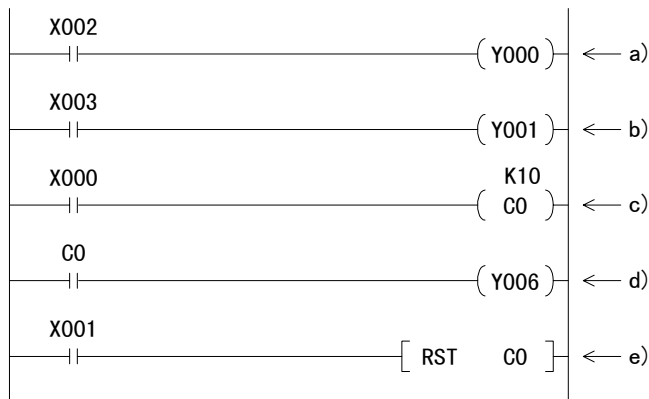 X002
Y000 a)
X003
Y001 b)
X000 K10
C0 c)
C0
Y006 d)
X001
RST C0 e)